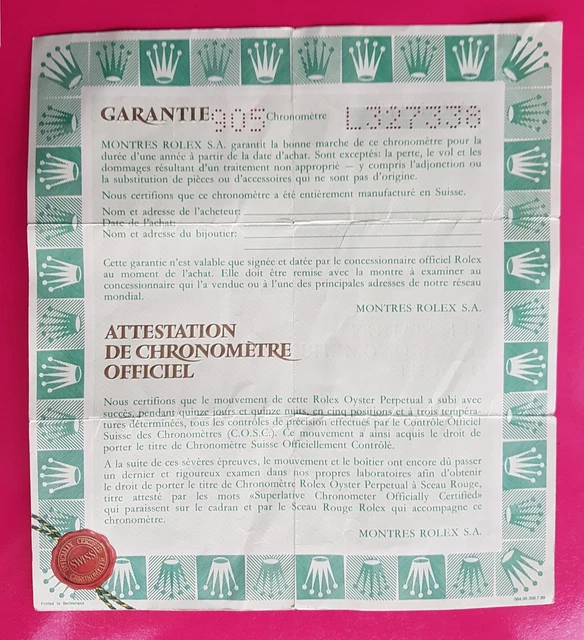 GARANTIE 905 Chronomètre L327338
MONTRES ROLEX S.A. garantit la bonne marche de ce chronomètre pour la
durée d'une année à partir de la date d'achat. Sont exceptés: la perte, le vol et les
dommages résultant d'un traitement non approprié – y compris l'adjonction ou
la substitution de pièces ou d'accessoires qui ne sont pas d'origine.
Nous certifions que ce chronomètre a été entièrement manufacturé en Suisse.
Nom et adresse de l'acheteur:
Date de l'achat:
Nom et adresse du bijoutier:
Cette garantie n'est valable que signée et datée par le concessionnaire officiel Rolex
au moment de l'achat. Elle doit être remise avec la montre à examiner au
concessionnaire qui l'a vendue ou à l'une des principales adresses de notre réseau
mondial.
MONTRES ROLEX S.A.
ATTESTATION
DE CHRONOMÈTRE
OFFICIEL
Nous certifions que le mouvement de cette Rolex Oyster Perpetual a subi avec
succès, pendant quinze jours et quinze nuits, en cinq positions et à trois tempéra-
tures déterminées, tous les contrôles de précision effectués par le Contrôle Officiel
Suisse des Chronomètres (C.O.S.C.). Ce mouvement a ainsi acquis le droit de
porter le titre de Chronomètre Suisse Officiellement Contrôlé.
A la suite de ces sévères épreuves, le mouvement et le boîtier ont encore dû passer
un dernier et rigoureux examen dans nos propres laboratoires afin d'obtenir
le droit de porter le titre de Chronomètre Rolex Oyster Perpetual à Sceau Rouge,
titre attesté par les mots «Superlative Chronometer Officially Certified»
qui paraissent sur le cadran et par le Sceau Rouge Rolex qui accompagne ce
chronomètre.
MONTRES ROLEX S.A.
SWISS
CHRONOMETER
Printed in Switzerland